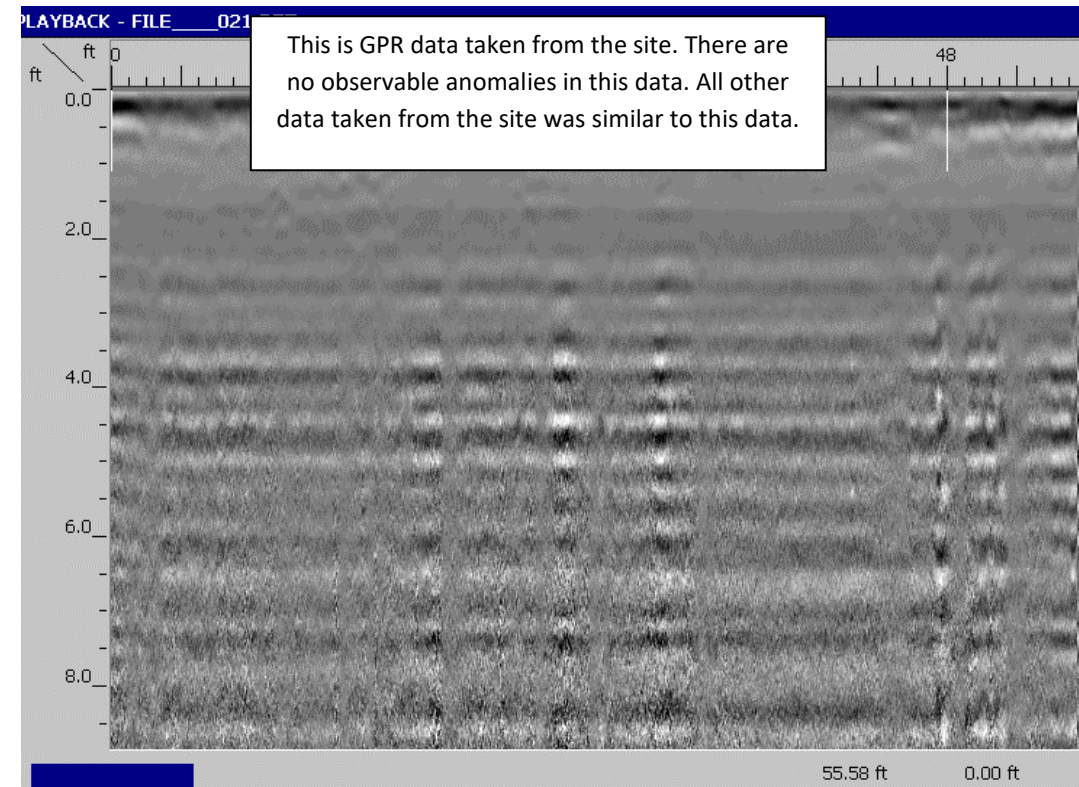 PLAYBACK - FILE____021
This is GPR data taken from the site. There are
no observable anomalies in this data. All other
data taken from the site was similar to this data.
ft 0 48
ft
0.0
2.0
4.0
6.0
8.0
55.58 ft 0.00 ft